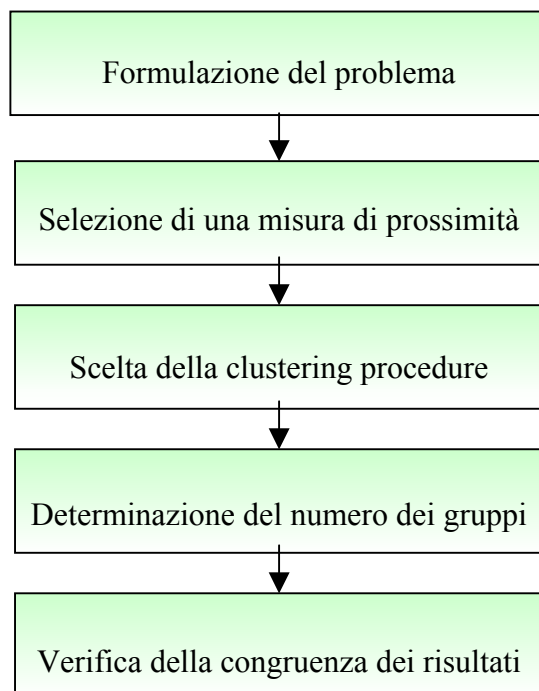 Formulazione del problema
Selezione di una misura di prossimità
Scelta della clustering procedure
Determinazione del numero dei gruppi
Verifica della congruenza dei risultati